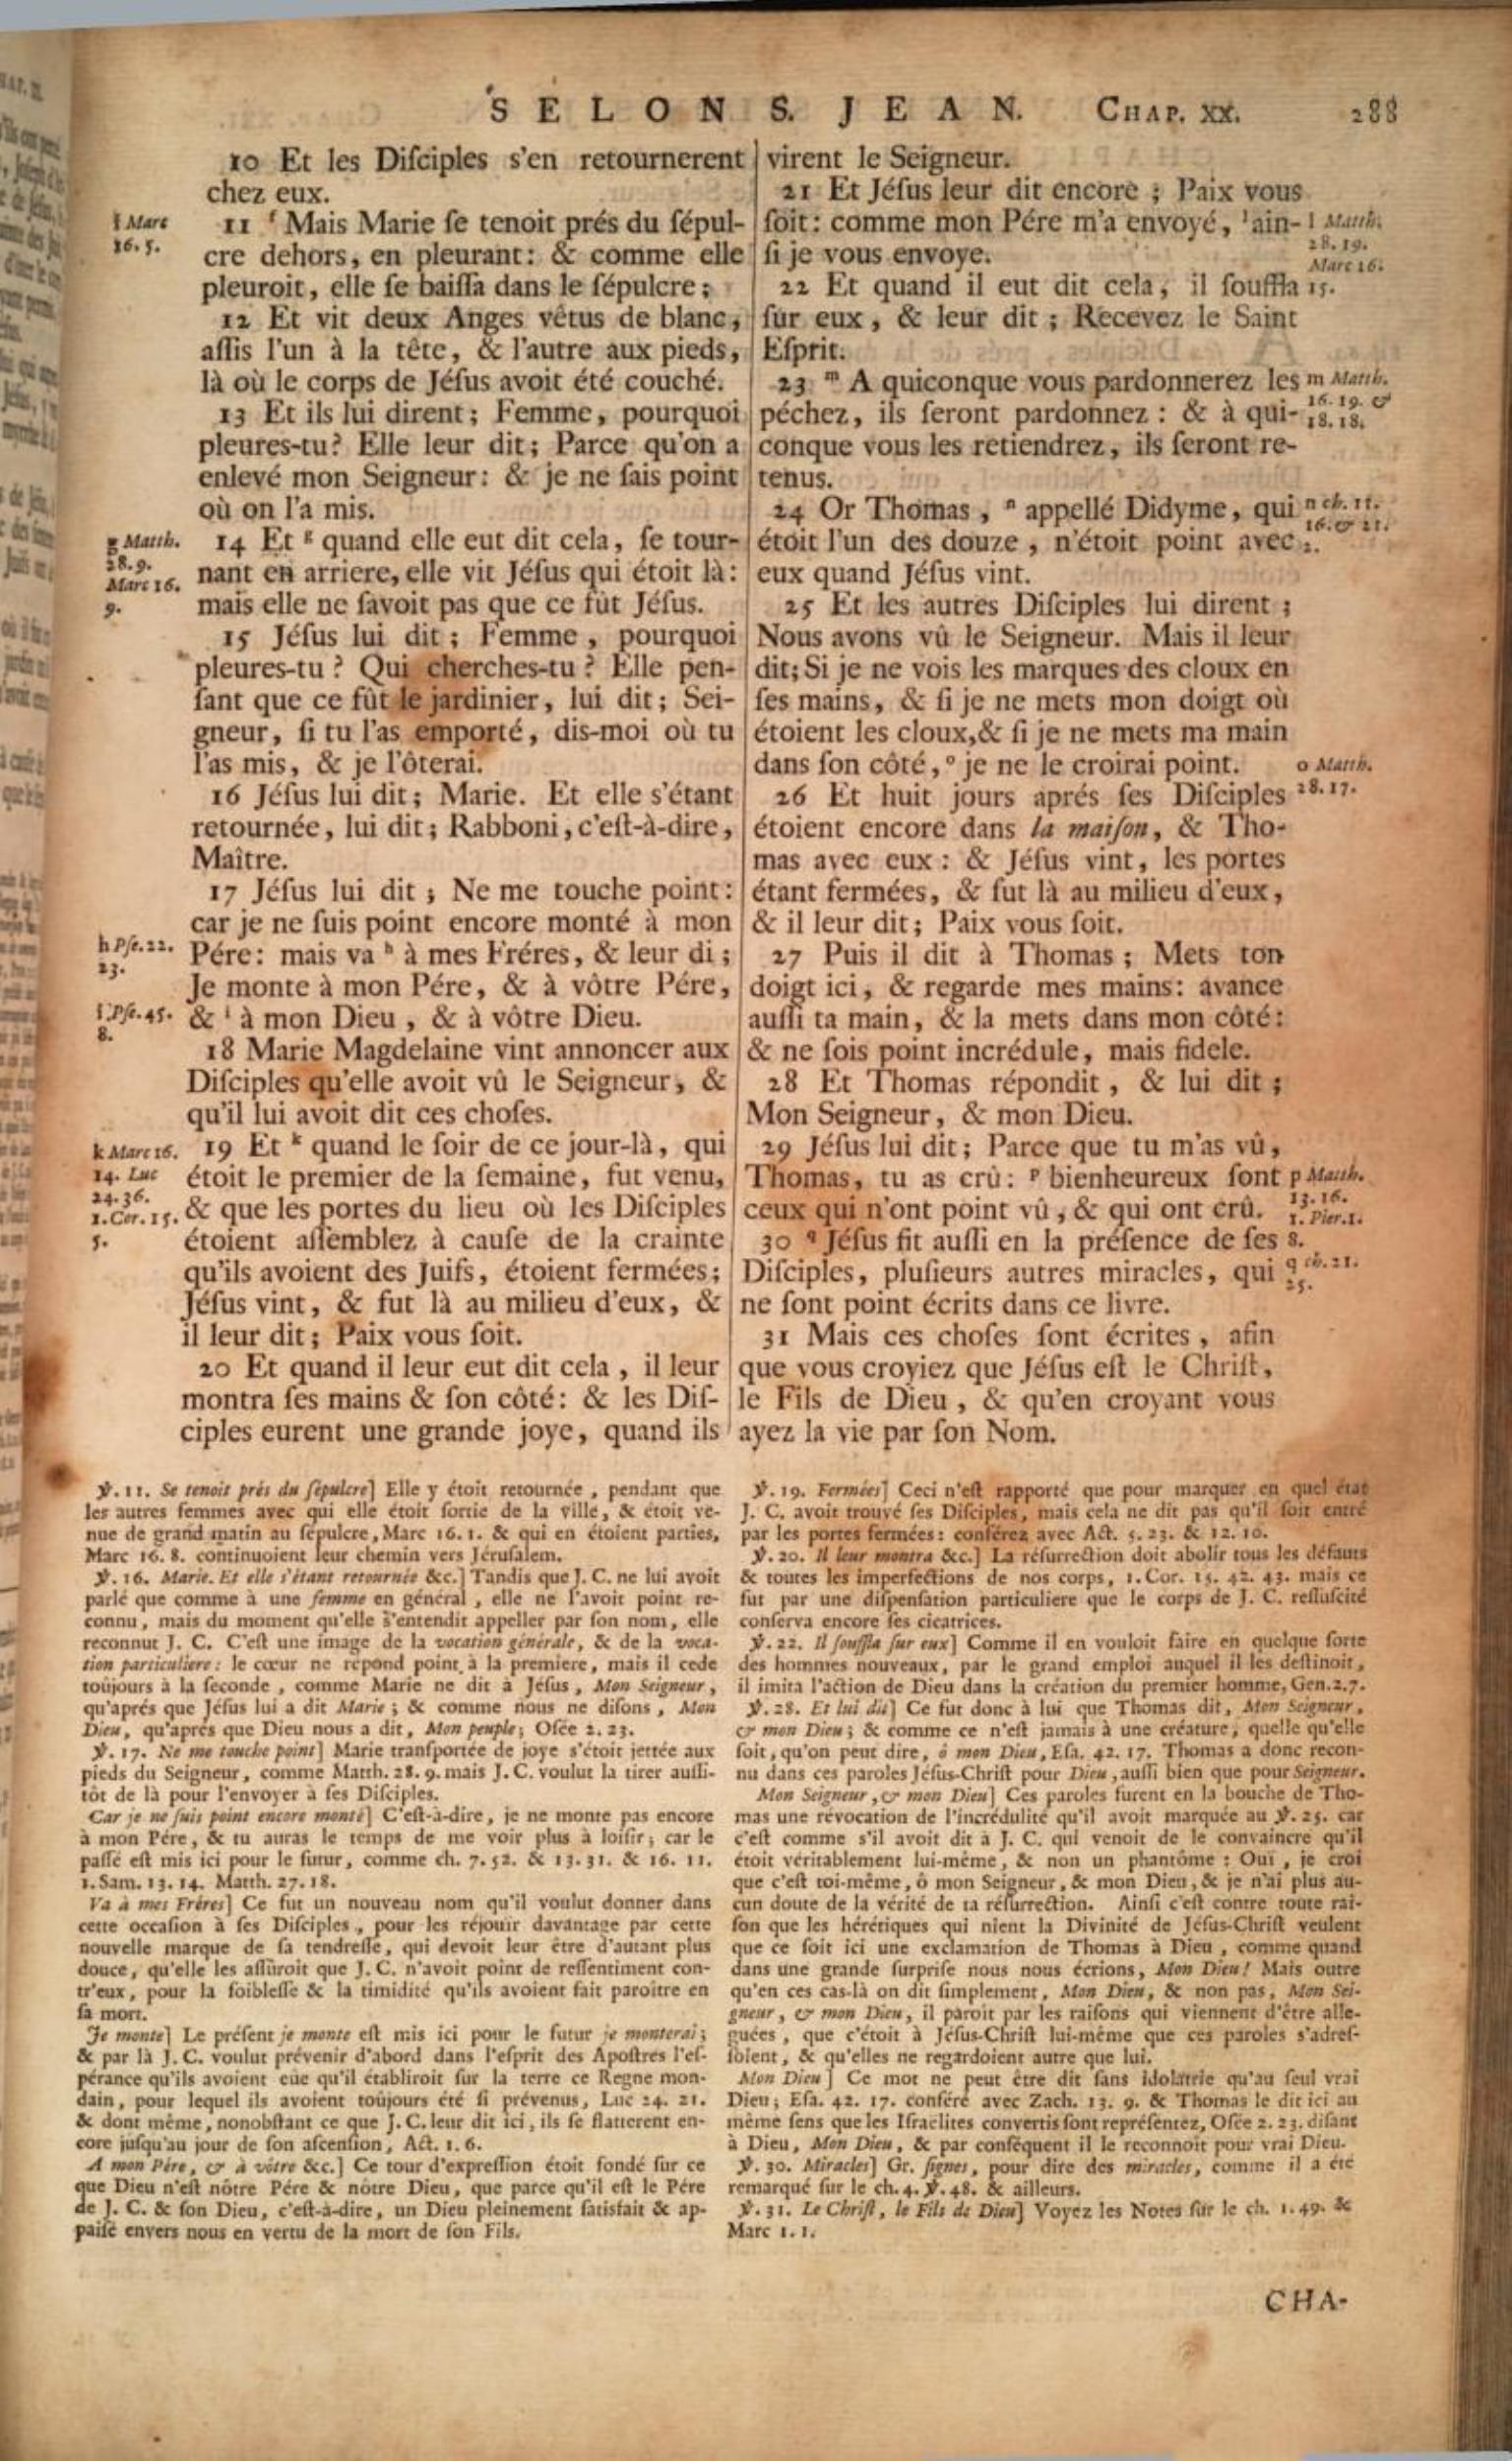 SELON S. JEAN. CHAP. XX. 288
10 Et les Diſciples s'en retournerent
chez eux.
11 ᶠ Mais Marie ſe tenoit prés du ſépul-
cre dehors, en pleurant: & comme elle
pleuroit, elle ſe baiſſa dans le ſépulcre;
12 Et vit deux Anges vêtus de blanc,
aſſis l'un à la tête, & l'autre aux pieds,
là où le corps de Jéſus avoit été couché.
13 Et ils lui dirent; Femme, pourquoi
pleures-tu? Elle leur dit; Parce qu'on a
enlevé mon Seigneur: & je ne ſais point
où on l'a mis.
14 Et ᵍ quand elle eut dit cela, ſe tour-
nant en arriere, elle vit Jéſus qui étoit là:
mais elle ne ſavoit pas que ce fût Jéſus.
15 Jéſus lui dit; Femme, pourquoi
pleures-tu? Qui cherches-tu? Elle pen-
ſant que ce fût le jardinier, lui dit; Sei-
gneur, ſi tu l'as emporté, dis-moi où tu
l'as mis, & je l'ôterai.
16 Jéſus lui dit; Marie. Et elle s'étant
retournée, lui dit; Rabboni, c'eſt-à-dire,
Maître.
17 Jéſus lui dit; Ne me touche point:
car je ne ſuis point encore monté à mon
Pére: mais va ʰ à mes Fréres, & leur di;
Je monte à mon Pére, & à vôtre Pére,
& ⁱ à mon Dieu, & à vôtre Dieu.
18 Marie Magdelaine vint annoncer aux
Diſciples qu'elle avoit vû le Seigneur, &
qu'il lui avoit dit ces choſes.
19 Et ᵏ quand le ſoir de ce jour-là, qui
étoit le premier de la ſemaine, fut venu,
& que les portes du lieu où les Diſciples
étoient aſſemblez à cauſe de la crainte
qu'ils avoient des Juifs, étoient fermées;
Jéſus vint, & fut là au milieu d'eux, &
il leur dit; Paix vous ſoit.
20 Et quand il leur eut dit cela, il leur
montra ſes mains & ſon côté: & les Diſ-
ciples eurent une grande joye, quand ils
f Marc
16. 5.
g Matth.
28. 9.
Marc 16.
9.
h Pſe. 22.
23.
i Pſe. 45.
8.
k Marc 16.
14. Luc
24. 36.
1. Cor. 15.
5.
virent le Seigneur.
21 Et Jéſus leur dit encore; Paix vous
ſoit: comme mon Pére m'a envoyé, ˡ ain-
ſi je vous envoye.
22 Et quand il eut dit cela, il ſouffla
ſur eux, & leur dit; Recevez le Saint
Eſprit.
23 ᵐ A quiconque vous pardonnerez les
péchez, ils ſeront pardonnez: & à qui-
conque vous les retiendrez, ils ſeront re-
tenus.
24 Or Thomas, ⁿ appellé Didyme, qui
étoit l'un des douze, n'étoit point avec
eux quand Jéſus vint.
25 Et les autres Diſciples lui dirent;
Nous avons vû le Seigneur. Mais il leur
dit; Si je ne vois les marques des cloux en
ſes mains, & ſi je ne mets mon doigt où
étoient les cloux, & ſi je ne mets ma main
dans ſon côté, ᵒ je ne le croirai point.
26 Et huit jours aprés ſes Diſciples
étoient encore dans la maiſon, & Tho-
mas avec eux: & Jéſus vint, les portes
étant fermées, & fut là au milieu d'eux,
& il leur dit; Paix vous ſoit.
27 Puis il dit à Thomas; Mets ton
doigt ici, & regarde mes mains: avance
auſſi ta main, & la mets dans mon côté:
& ne ſois point incrédule, mais fidele.
28 Et Thomas répondit, & lui dit;
Mon Seigneur, & mon Dieu.
29 Jéſus lui dit; Parce que tu m'as vû,
Thomas, tu as crû: ᵖ bienheureux ſont
ceux qui n'ont point vû, & qui ont crû.
30 ᑫ Jéſus fit auſſi en la préſence de ſes
Diſciples, pluſieurs autres miracles, qui
ne ſont point écrits dans ce livre.
31 Mais ces choſes ſont écrites, afin
que vous croyiez que Jéſus eſt le Chriſt,
le Fils de Dieu, & qu'en croyant vous
ayez la vie par ſon Nom.
l Matth.
28. 19.
Marc 16.
15.
m Matth.
16. 19. &
18. 18.
n ch. 11.
16. & 21.
2.
o Matth.
28. 17.
p Matth.
13. 16.
1. Pier. 1.
8.
q ch. 21.
25.
℣. 11. Se tenoit prés du ſépulcre] Elle y étoit retournée, pendant que
les autres femmes avec qui elle étoit ſortie de la ville, & étoit ve-
nue de grand matin au ſépulcre, Marc 16. 1. & qui en étoient parties,
Marc 16. 8. continuoient leur chemin vers Jéruſalem.
℣. 16. Marie. Et elle s'étant retournée &c.] Tandis que J. C. ne lui avoit
parlé que comme à une femme en général, elle ne l'avoit point re-
connu, mais du moment qu'elle s'entendit appeller par ſon nom, elle
reconnut J. C. C'eſt une image de la vocation générale, & de la voca-
tion particuliere: le cœur ne répond point à la premiere, mais il cede
toûjours à la ſeconde, comme Marie ne dit à Jéſus, Mon Seigneur,
qu'aprés que Jéſus lui a dit Marie; & comme nous ne diſons, Mon
Dieu, qu'aprés que Dieu nous a dit, Mon peuple; Oſée 2. 23.
℣. 17. Ne me touche point] Marie tranſportée de joye s'étoit jettée aux
pieds du Seigneur, comme Matth. 28. 9. mais J. C. voulut la tirer auſſi-
tôt de là pour l'envoyer à ſes Diſciples.
Car je ne ſuis point encore monté] C'eſt-à-dire, je ne monte pas encore
à mon Pére, & tu auras le temps de me voir plus à loiſir; car le
paſſé eſt mis ici pour le futur, comme ch. 7. 52. & 13. 31. & 16. 11.
1. Sam. 13. 14. Matth. 27. 18.
Va à mes Fréres] Ce fut un nouveau nom qu'il voulut donner dans
cette occaſion à ſes Diſciples, pour les réjouïr davantage par cette
nouvelle marque de ſa tendreſſe, qui devoit leur être d'autant plus
douce, qu'elle les aſſûroit que J. C. n'avoit point de reſſentiment con-
tr'eux, pour la foibleſſe & la timidité qu'ils avoient fait paroître en
ſa mort.
Je monte] Le préſent je monte eſt mis ici pour le futur je monterai;
& par là J. C. voulut prévenir d'abord dans l'eſprit des Apoſtres l'eſ-
pérance qu'ils avoient eûe qu'il établiroit ſur la terre ce Regne mon-
dain, pour lequel ils avoient toûjours été ſi prévenus, Luc 24. 21.
& dont même, nonobſtant ce que J. C. leur dit ici, ils ſe flatterent en-
core juſqu'au jour de ſon aſcenſion, Act. 1. 6.
A mon Pére, & à vôtre &c.] Ce tour d'expreſſion étoit fondé ſur ce
que Dieu n'eſt nôtre Pére & nôtre Dieu, que parce qu'il eſt le Pére
de J. C. & ſon Dieu, c'eſt-à-dire, un Dieu pleinement ſatisfait & ap-
paiſé envers nous en vertu de la mort de ſon Fils.
℣. 19. Fermées] Ceci n'eſt rapporté que pour marquer en quel état
J. C. avoit trouvé ſes Diſciples, mais cela ne dit pas qu'il ſoit entré
par les portes fermées: conférez avec Act. 5. 23. & 12. 10.
℣. 20. Il leur montra &c.] La réſurrection doit abolir tous les défauts
& toutes les imperfections de nos corps, 1. Cor. 15. 42. 43. mais ce
fut par une diſpenſation particuliere que le corps de J. C. reſſuſcité
conſerva encore ſes cicatrices.
℣. 22. Il ſouffla ſur eux] Comme il en vouloit faire en quelque ſorte
des hommes nouveaux, par le grand emploi auquel il les deſtinoit,
il imita l'action de Dieu dans la création du premier homme, Gen. 2. 7.
℣. 28. Et lui dit] Ce fut donc à lui que Thomas dit, Mon Seigneur,
& mon Dieu; & comme ce n'eſt jamais à une créature, quelle qu'elle
ſoit, qu'on peut dire, ô mon Dieu, Eſa. 42. 17. Thomas a donc recon-
nu dans ces paroles Jéſus-Chriſt pour Dieu, auſſi bien que pour Seigneur.
Mon Seigneur, & mon Dieu] Ces paroles furent en la bouche de Tho-
mas une révocation de l'incrédulité qu'il avoit marquée au ℣. 25. car
c'eſt comme s'il avoit dit à J. C. qui venoit de le convaincre qu'il
étoit véritablement lui-même, & non un phantôme: Oui, je croi
que c'eſt toi-même, ô mon Seigneur, & mon Dieu, & je n'ai plus au-
cun doute de la vérité de ta réſurrection. Ainſi c'eſt contre toute rai-
ſon que les hérétiques qui nient la Divinité de Jéſus-Chriſt veulent
que ce ſoit ici une exclamation de Thomas à Dieu, comme quand
dans une grande ſurpriſe nous nous écrions, Mon Dieu! Mais outre
qu'en ces cas-là on dit ſimplement, Mon Dieu, & non pas, Mon Sei-
gneur, & mon Dieu, il paroit par les raiſons qui viennent d'être alle-
guées, que c'étoit à Jéſus-Chriſt lui-même que ces paroles s'adreſ-
ſoient, & qu'elles ne regardoient autre que lui.
Mon Dieu] Ce mot ne peut être dit ſans idolâtrie qu'au ſeul vrai
Dieu; Eſa. 42. 17. conféré avec Zach. 13. 9. & Thomas le dit ici au
même ſens que les Iſraëlites convertis ſont repréſentez, Oſée 2. 23. diſant
à Dieu, Mon Dieu, & par conſéquent il le reconnoit pour vrai Dieu.
℣. 30. Miracles] Gr. ſignes, pour dire des miracles, comme il a été
remarqué ſur le ch. 4. ℣. 48. & ailleurs.
℣. 31. Le Chriſt, le Fils de Dieu] Voyez les Notes ſur le ch. 1. 49. &
Marc 1. 1.
CHA-